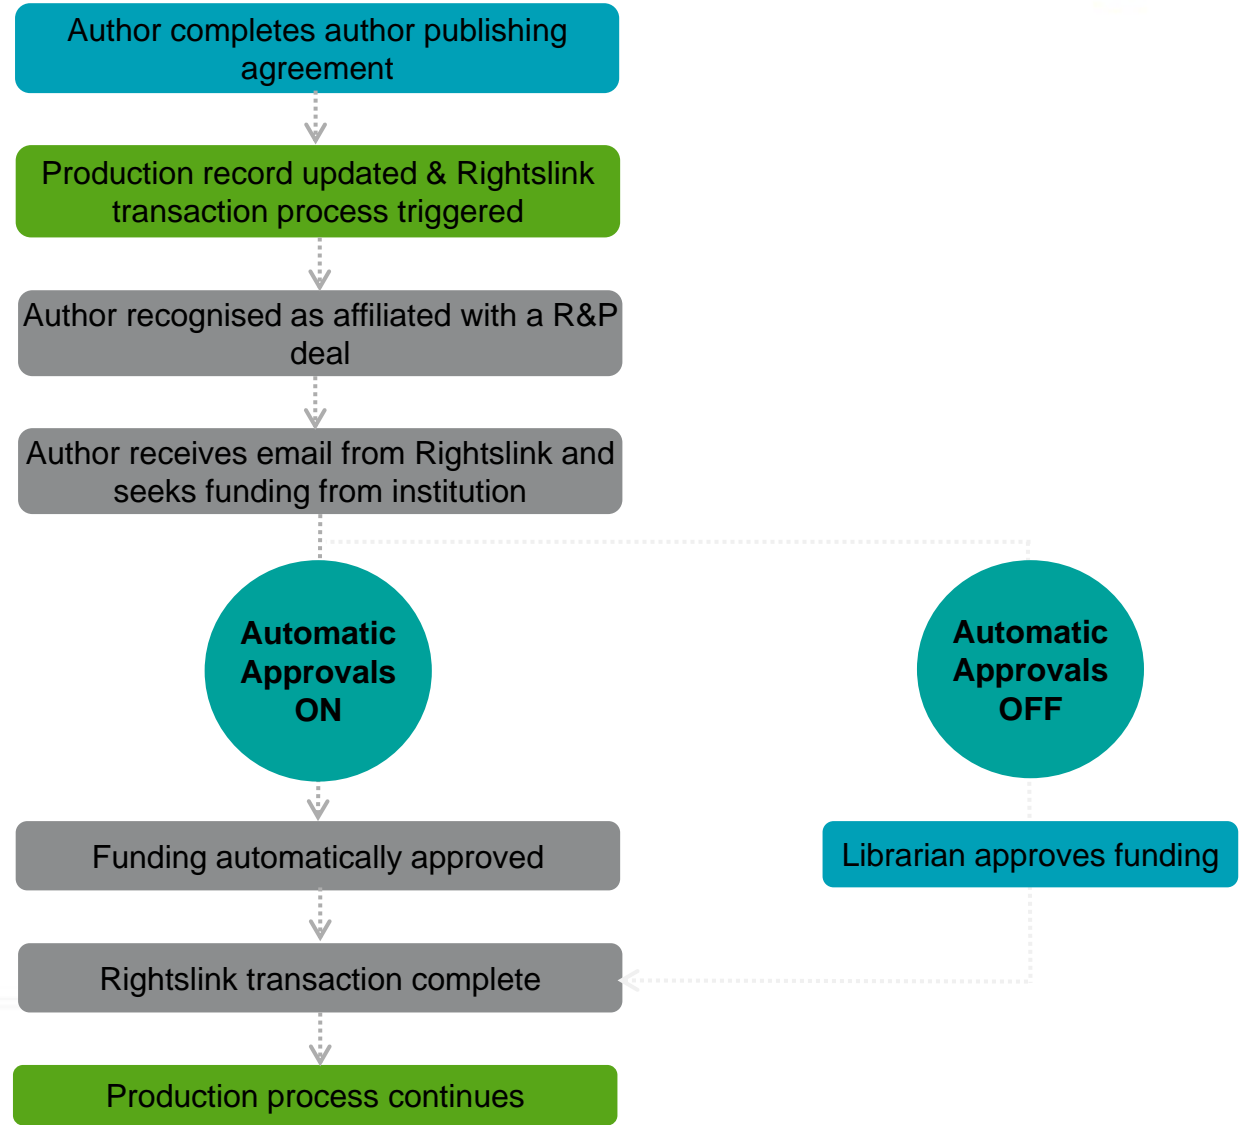 Author completes author publishing
agreement
Production record updated & Rightslink
transaction process triggered
Author recognised as affiliated with a R&P
deal
Author receives email from Rightslink and
seeks funding from institution
Automatic
Approvals
ON
Automatic
Approvals
OFF
Funding automatically approved
Librarian approves funding
Rightslink transaction complete
Production process continues